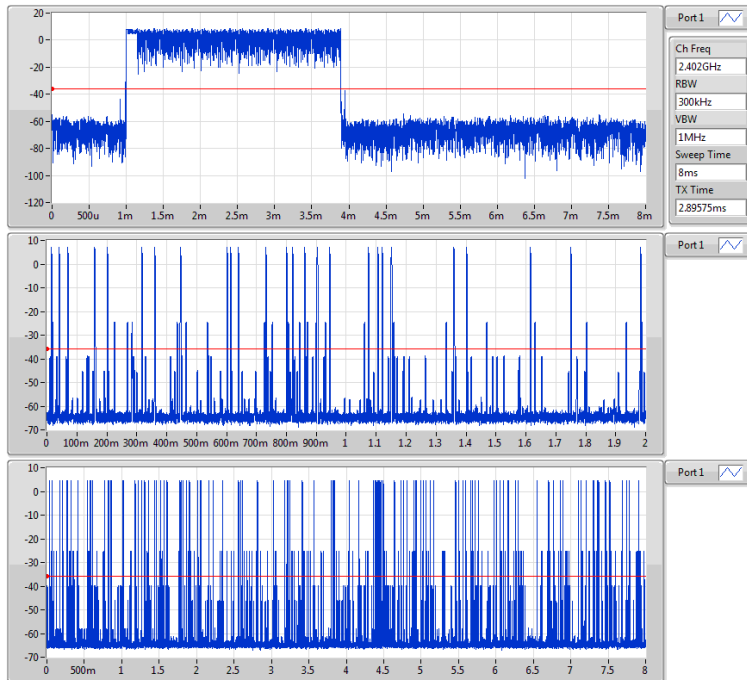 Port 1
Ch Freq
2.402GHz
RBW
300kHz
VBW
1MHz
Sweep Time
8ms
TX Time
2.89575ms
20
0
-20
-40
-60
-80
-100
-120
0 500u 1m 1.5m 2m 2.5m 3m 3.5m 4m 4.5m 5m 5.5m 6m 6.5m 7m 7.5m 8m
Port 1
10
0
-10
-20
-30
-40
-50
-60
-70
0 100m 200m 300m 400m 500m 600m 700m 800m 900m 1 1.1 1.2 1.3 1.4 1.5 1.6 1.7 1.8 1.9 2
Port 1
10
0
-10
-20
-30
-40
-50
-60
-70
0 500m 1 1.5 2 2.5 3 3.5 4 4.5 5 5.5 6 6.5 7 7.5 8